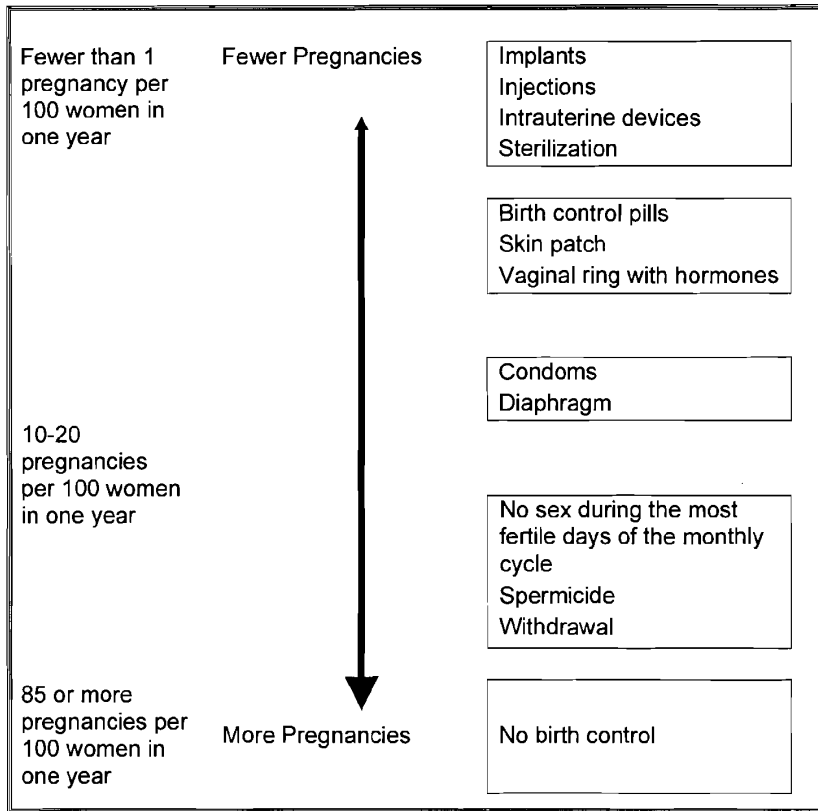 Fewer than 1
pregnancy per
100 women in
one year
Fewer Pregnancies
Implants
Injections
Intrauterine devices
Sterilization
Birth control pills
Skin patch
Vaginal ring with hormones
Condoms
Diaphragm
10-20
pregnancies
per 100 women
in one year
No sex during the most
fertile days of the monthly
cycle
Spermicide
Withdrawal
85 or more
pregnancies per
100 women in
one year
More Pregnancies
No birth control